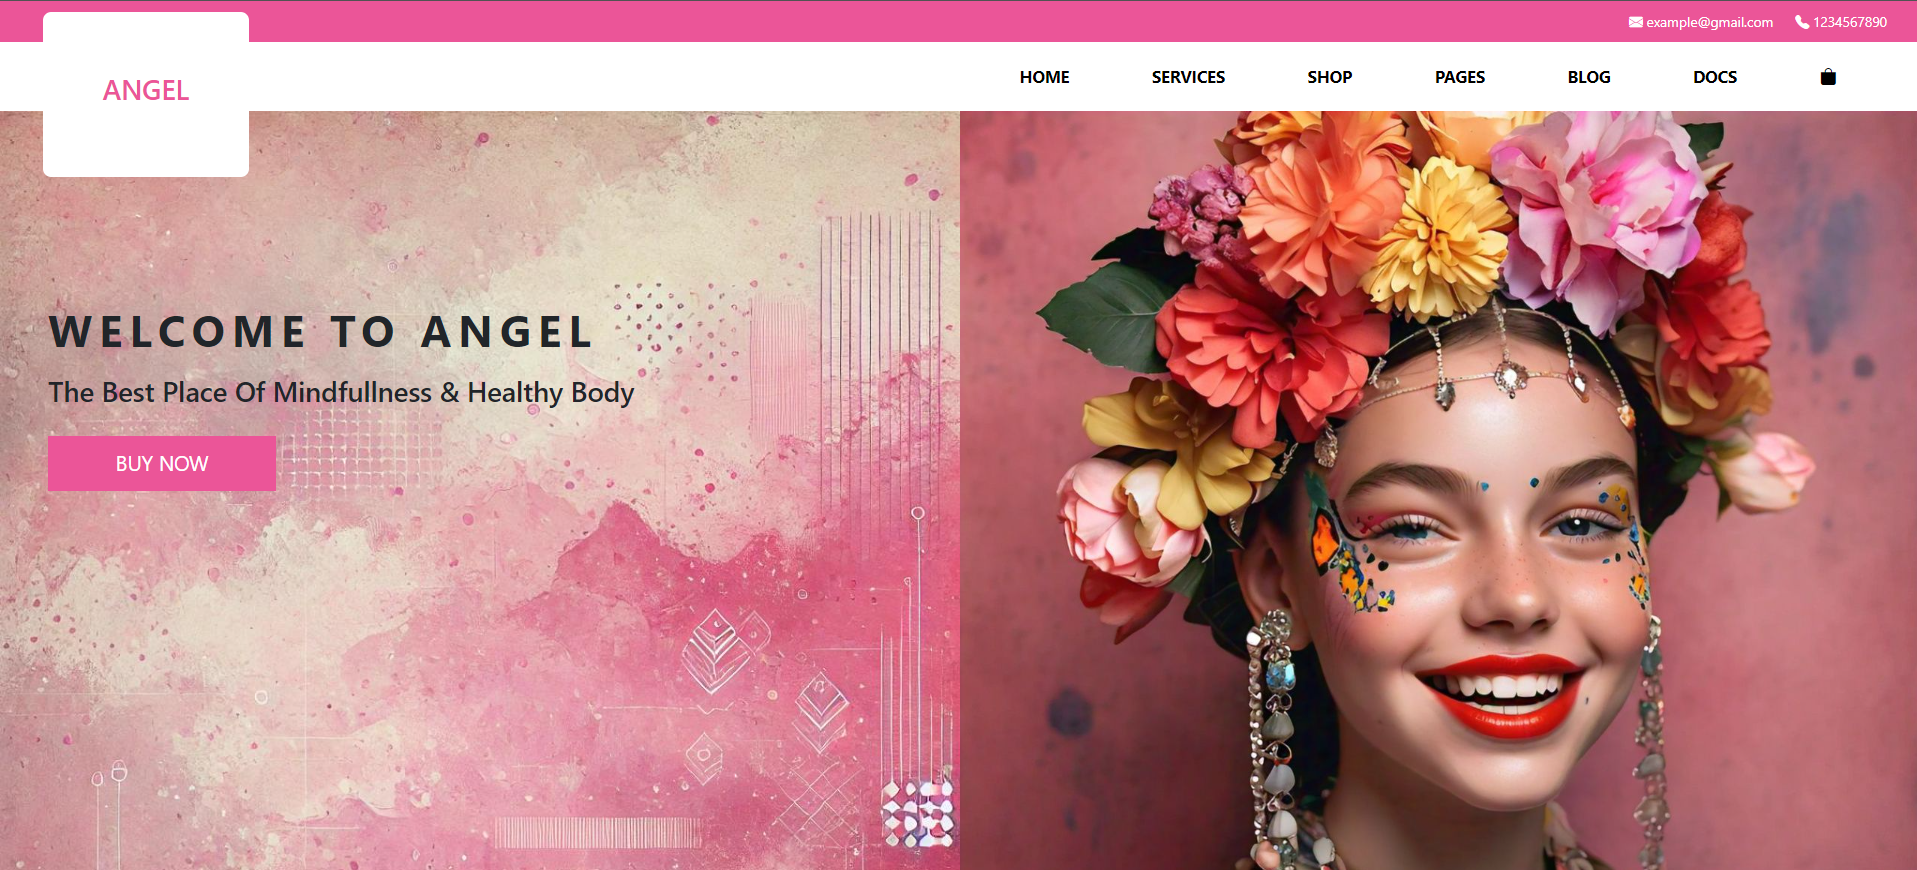 example@gmail.com 1234567890
ANGEL
HOME SERVICES SHOP PAGES BLOG DOCS
WELCOME TO ANGEL
The Best Place Of Mindfullness & Healthy Body
BUY NOW